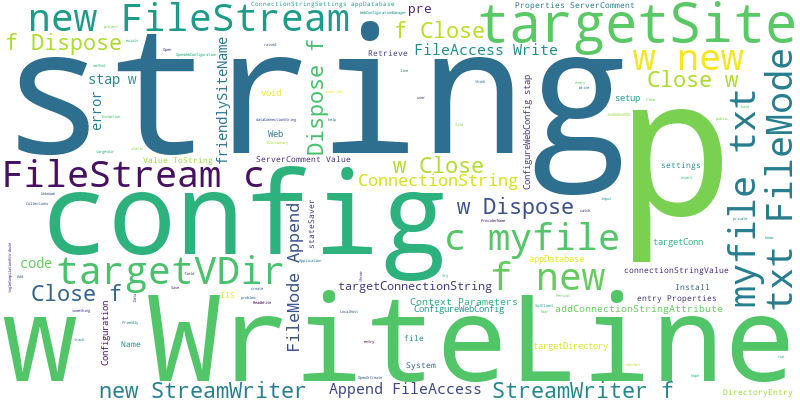 ConnectionStringSettings appDatabase
Properties ServerComment
pre
new FileStream
targetSite
f Close
f Dispose
FileAccess Write
w new
string
Dispose f
friendlySiteName
Retrieve
stap w
Close w
error
void
setup
Web
Value ToString
ServerComment Value
ConfigureWebConfig stap
p
myfile txt
txt FileMode
FileStream c
w Close
ConnectionString
settings
config
w Dispose
stateSaver
FileMode Append
c myfile
targetConn
code
targetVDir
f new
appDatabase
connectionStringValue
Close f
IIS
targetConnectionString
Install
entry Properties
Context Parameters
ConfigureWebConfig
addConnectionStringAttribute
w WriteLine
Configuration
Name
file
System
targetDirectory
new StreamWriter
Append FileAccess
StreamWriter f
DirectoryEntry